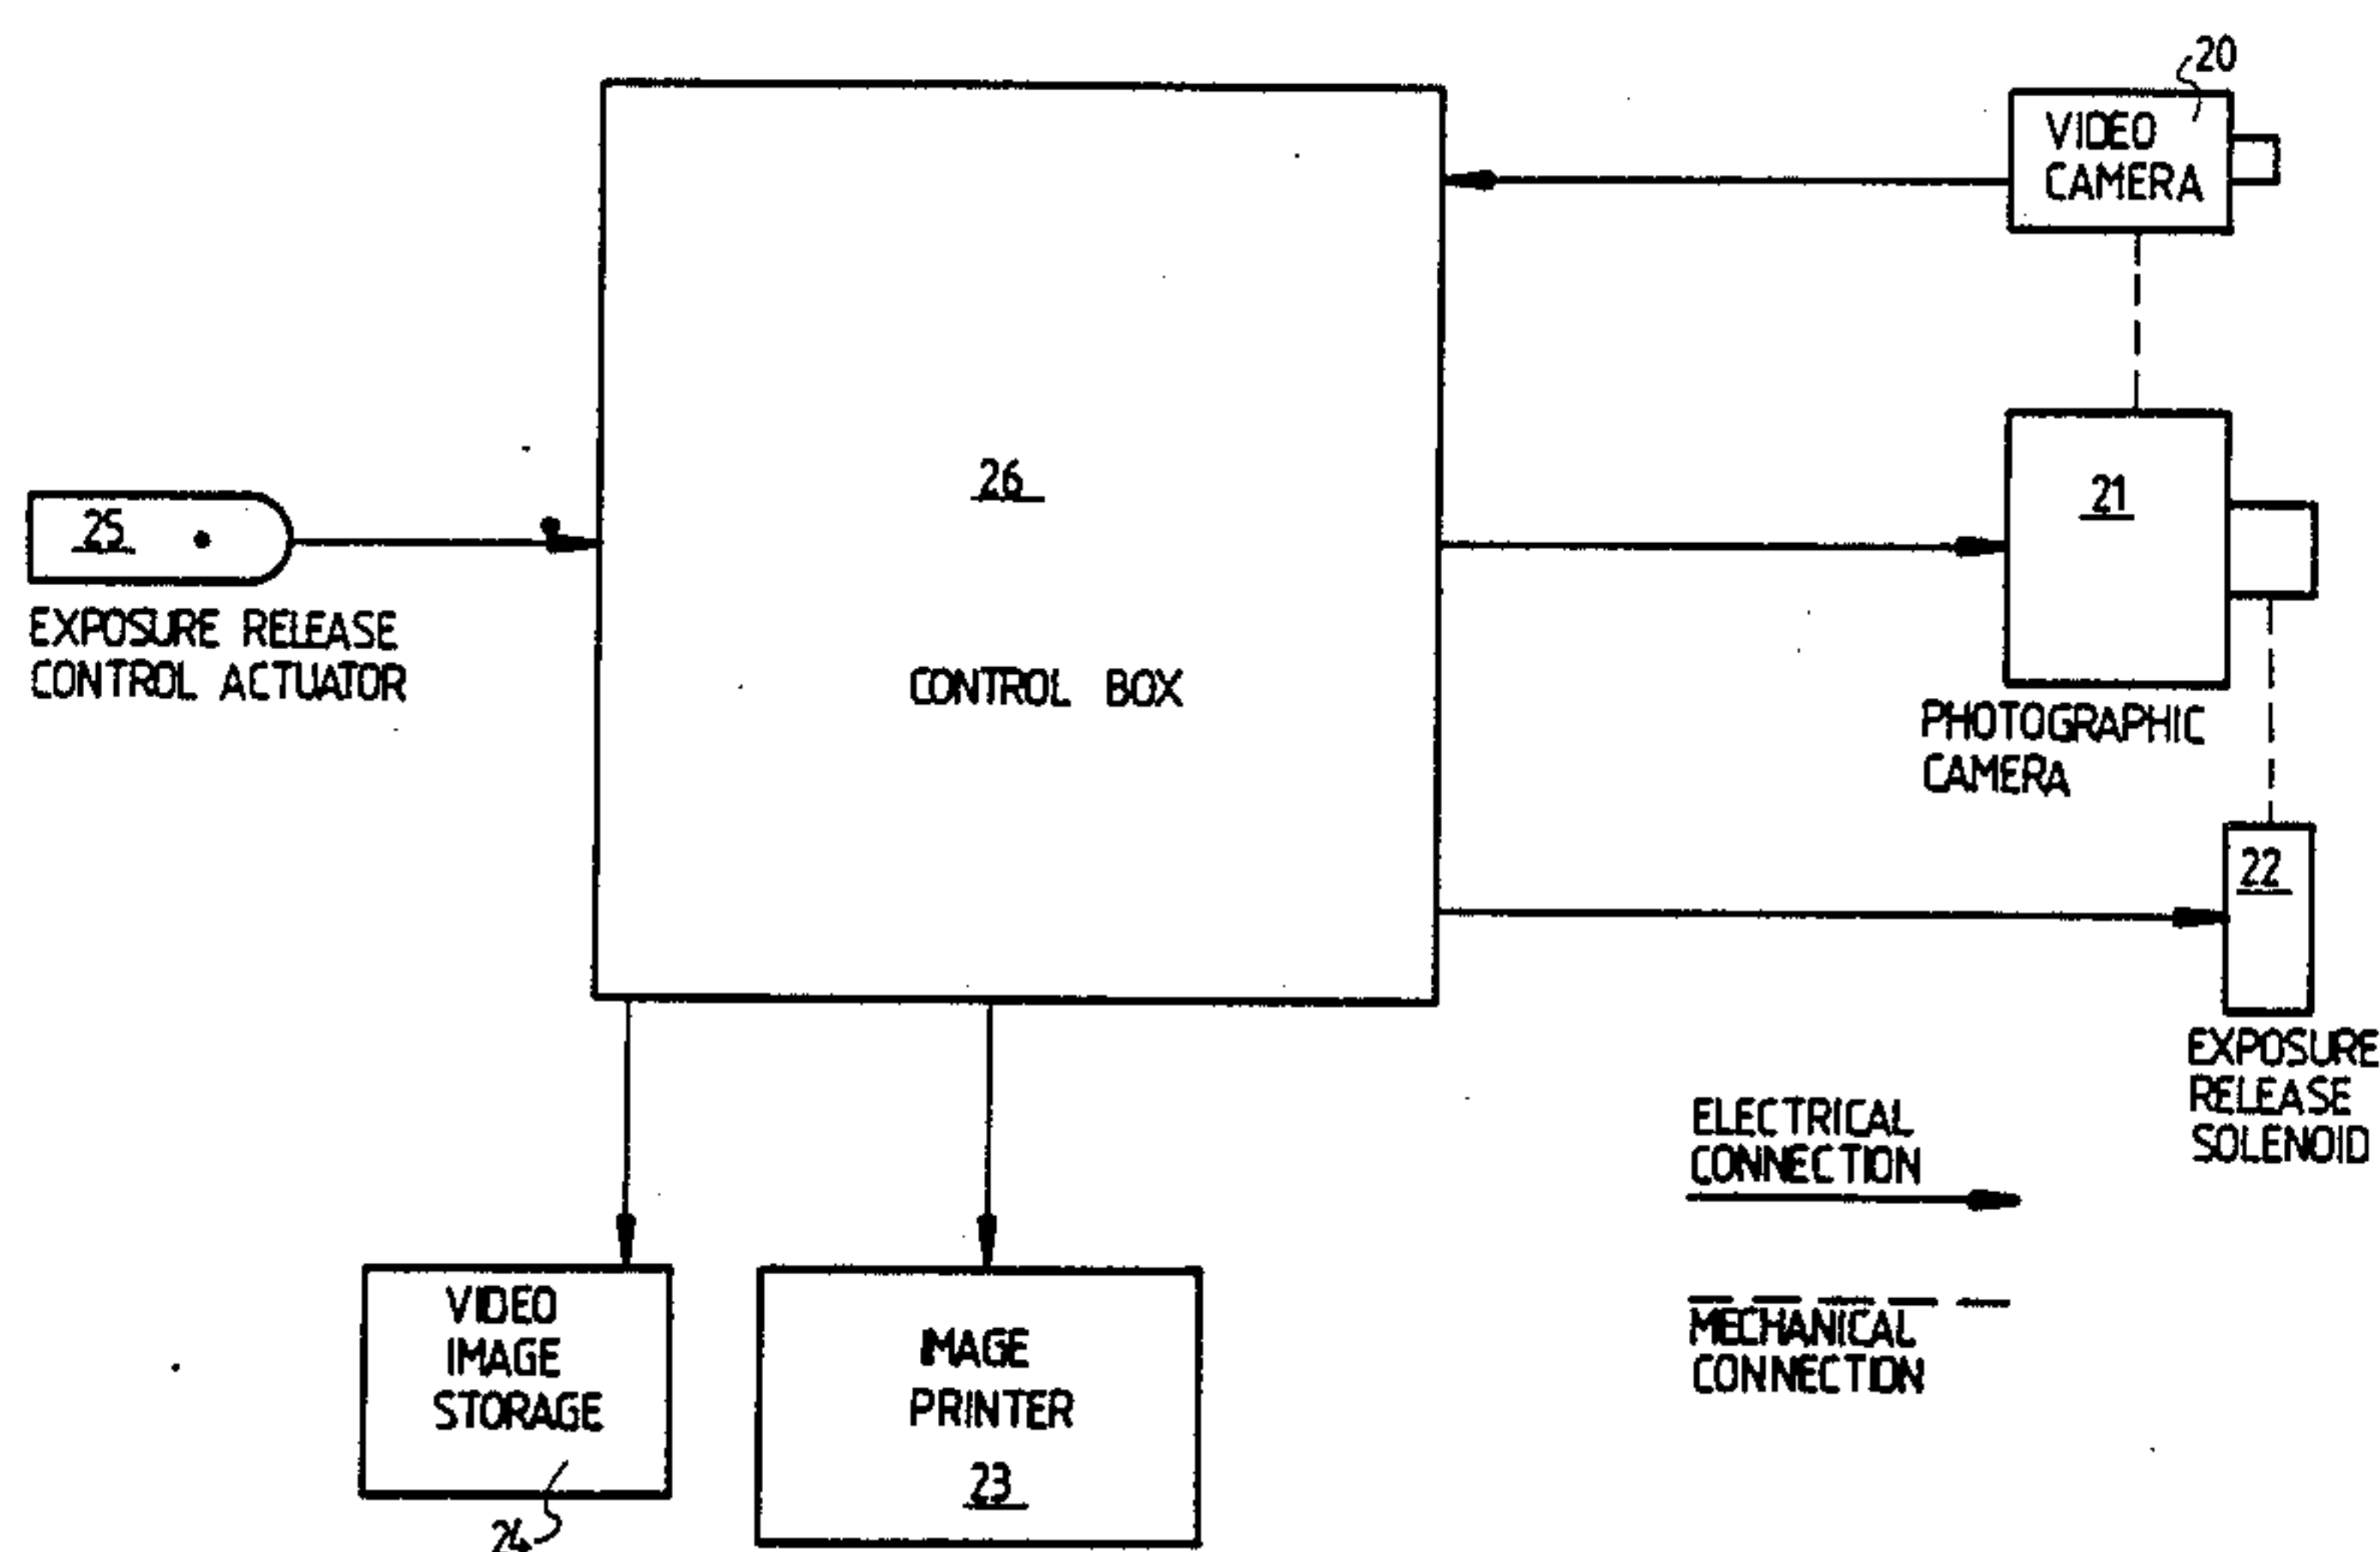 20
VIDEO
CAMERA
26
21
25
EXPOSURE RELEASE
CONTROL ACTUATOR
CONTROL BOX
PHOTOGRAPHIC
CAMERA
22
EXPOSURE
RELEASE
SOLENOID
ELECTRICAL
CONNECTION
MECHANICAL
CONNECTION
VIDEO
IMAGE
STORAGE
24
IMAGE
PRINTER
23